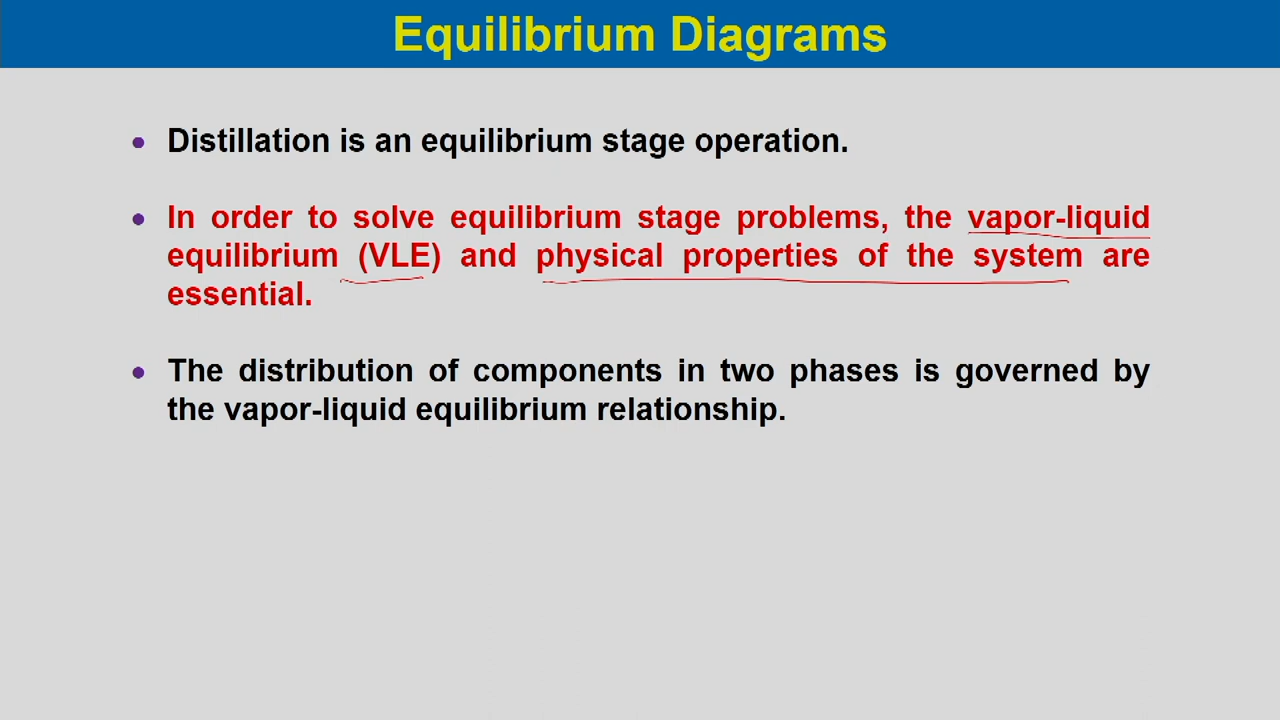 Equilibrium Diagrams
• Distillation is an equilibrium stage operation.
• In order to solve equilibrium stage problems, the vapor-liquid
equilibrium (VLE) and physical properties of the system are
essential.
• The distribution of components in two phases is governed by
the vapor-liquid equilibrium relationship.